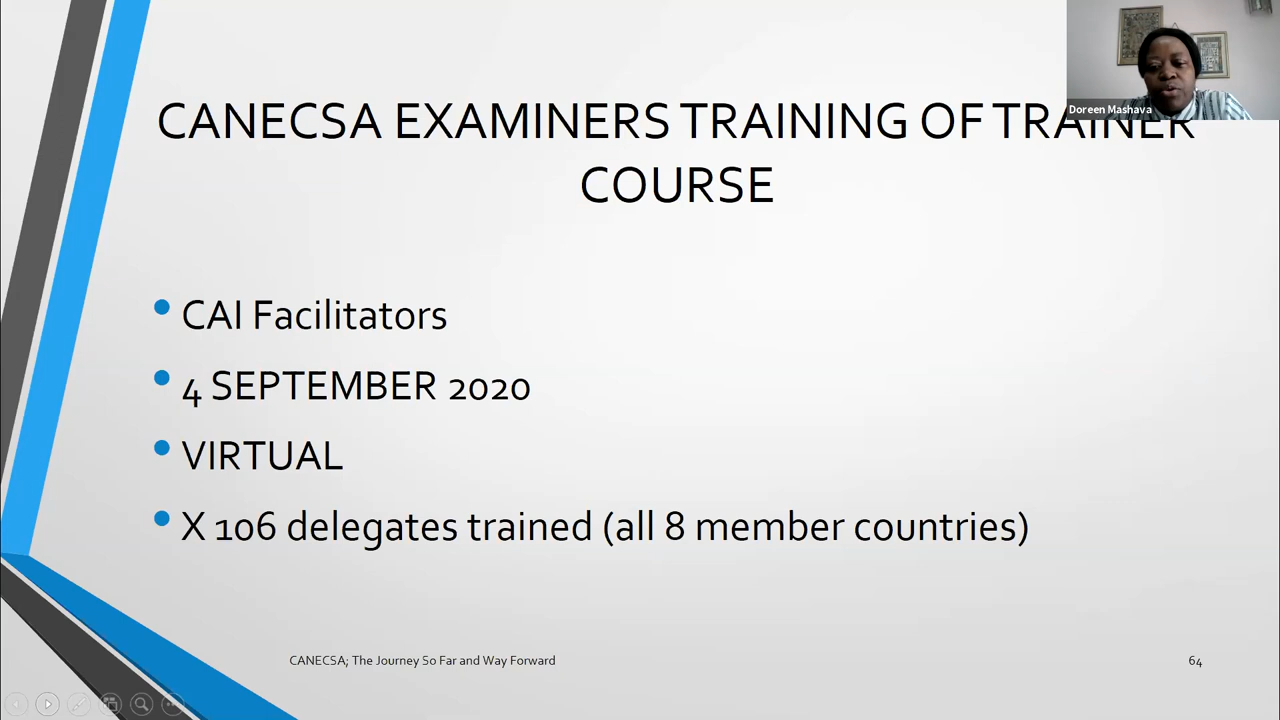 Doreen Mashava
CANECSA EXAMINERS TRAINING OF TRAINER
COURSE
CAI Facilitators
4 SEPTEMBER 2020
VIRTUAL
X 106 delegates trained (all 8 member countries)
CANECSA; The Journey So Far and Way Forward
64